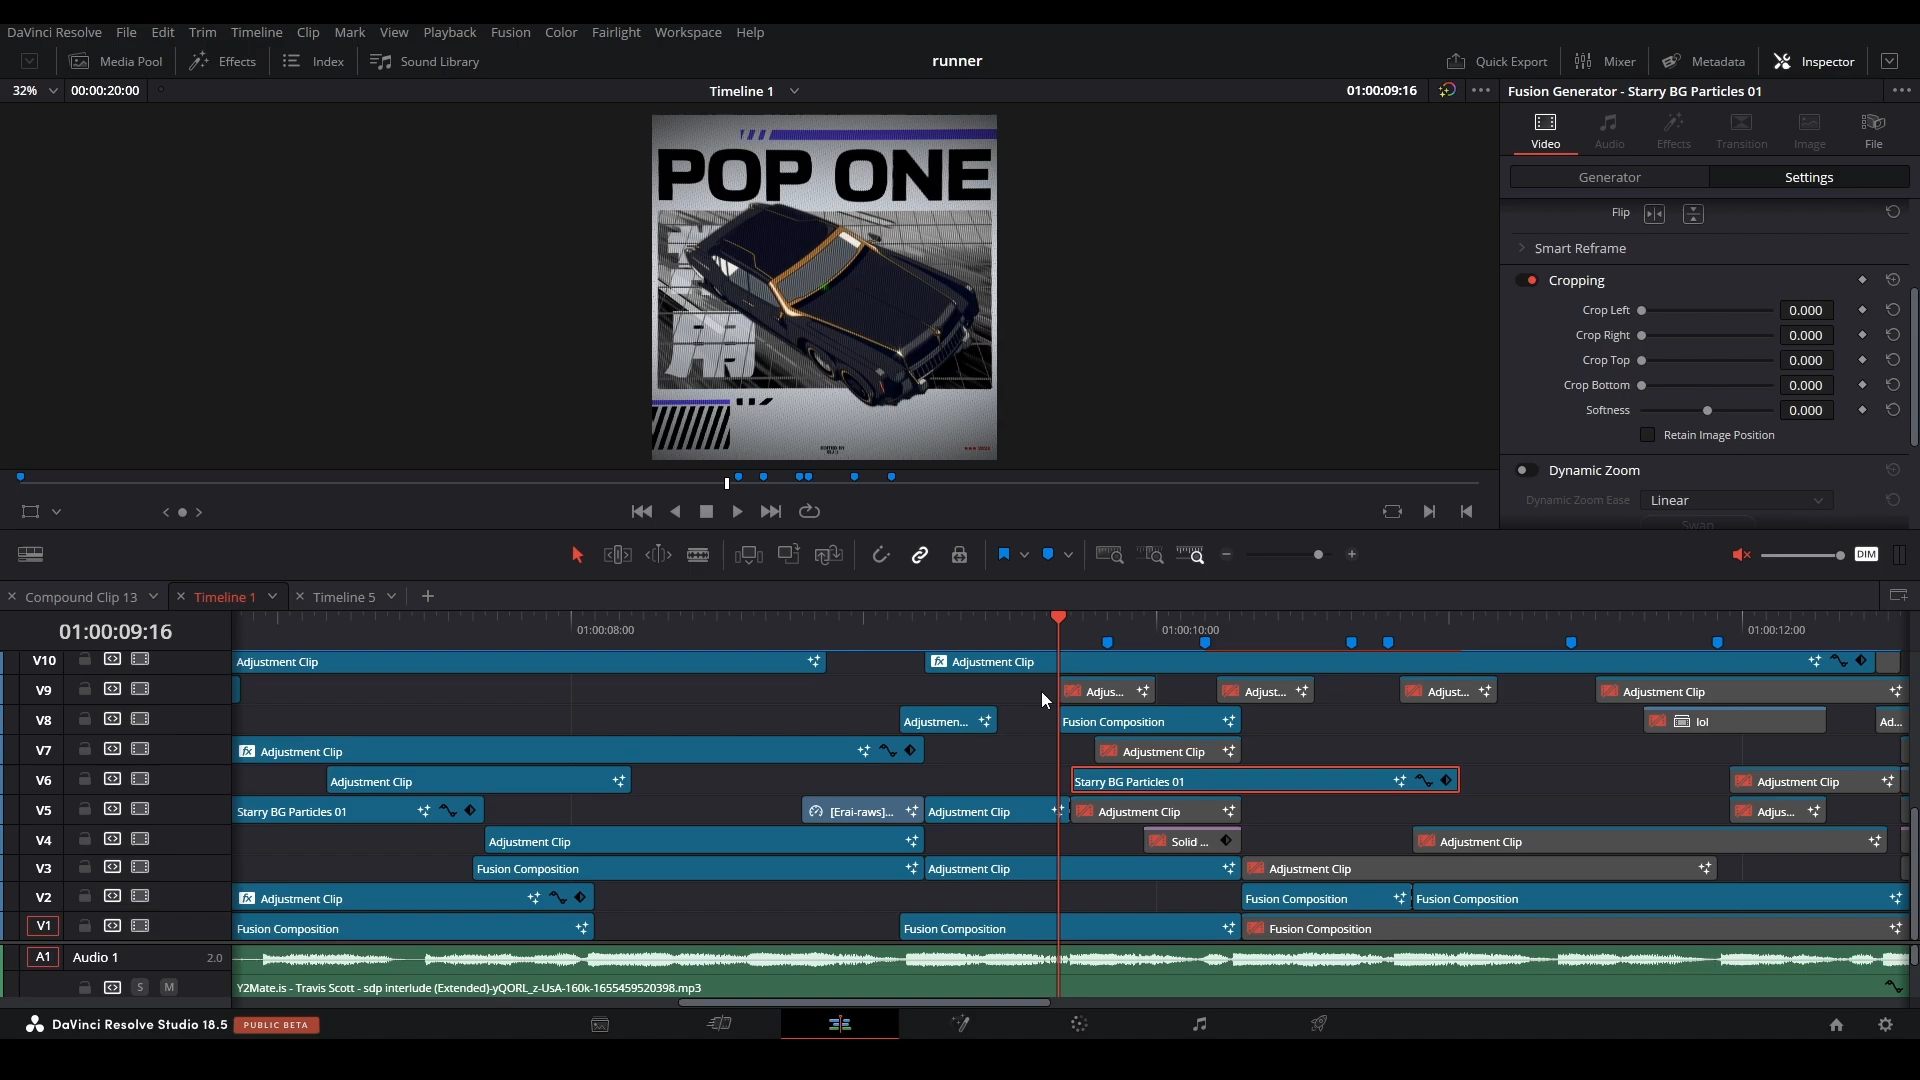 DaVinci Resolve File Edit Trim Timeline Clip Mark View Playback Fusion Color Fairlight Workspace Help
Media Pool Effects Index Sound Library runner Quick Export Mixer Metadata Inspector
32% 00:00:20:00 Timeline 1 01:00:09:16 Fusion Generator - Starry BG Particles 01
Video Audio Effects Transition Image File
Generator Settings
POP ONE
Flip
Smart Reframe
Cropping
Crop Left 0.000
Crop Right 0.000
Crop Top 0.000
Crop Bottom 0.000
Softness 0.000
Retain Image Position
Dynamic Zoom
Dynamic Zoom Ease Linear
Swap
DIM
Compound Clip 13 Timeline 1 Timeline 5
01:00:09:16 01:00:08:00 01:00:10:00 01:00:12:00
V10 Adjustment Clip fx Adjustment Clip
V9 Adjus... Adjust... Adjust... Adjustment Clip
V8 Adjustmen... Fusion Composition lol Ad...
V7 fx Adjustment Clip Adjustment Clip
V6 Adjustment Clip Starry BG Particles 01 Adjustment Clip
V5 Starry BG Particles 01 [Erai-raws]... Adjustment Clip Adjustment Clip Adjus...
V4 Adjustment Clip Solid ... Adjustment Clip
V3 Fusion Composition Adjustment Clip Adjustment Clip
V2 fx Adjustment Clip Fusion Composition Fusion Composition
V1 Fusion Composition Fusion Composition Fusion Composition
A1 Audio 1 2.0
S M Y2Mate.is - Travis Scott - sdp interlude (Extended)-yQORL_z-UsA-160k-1655459520398.mp3
DaVinci Resolve Studio 18.5 PUBLIC BETA